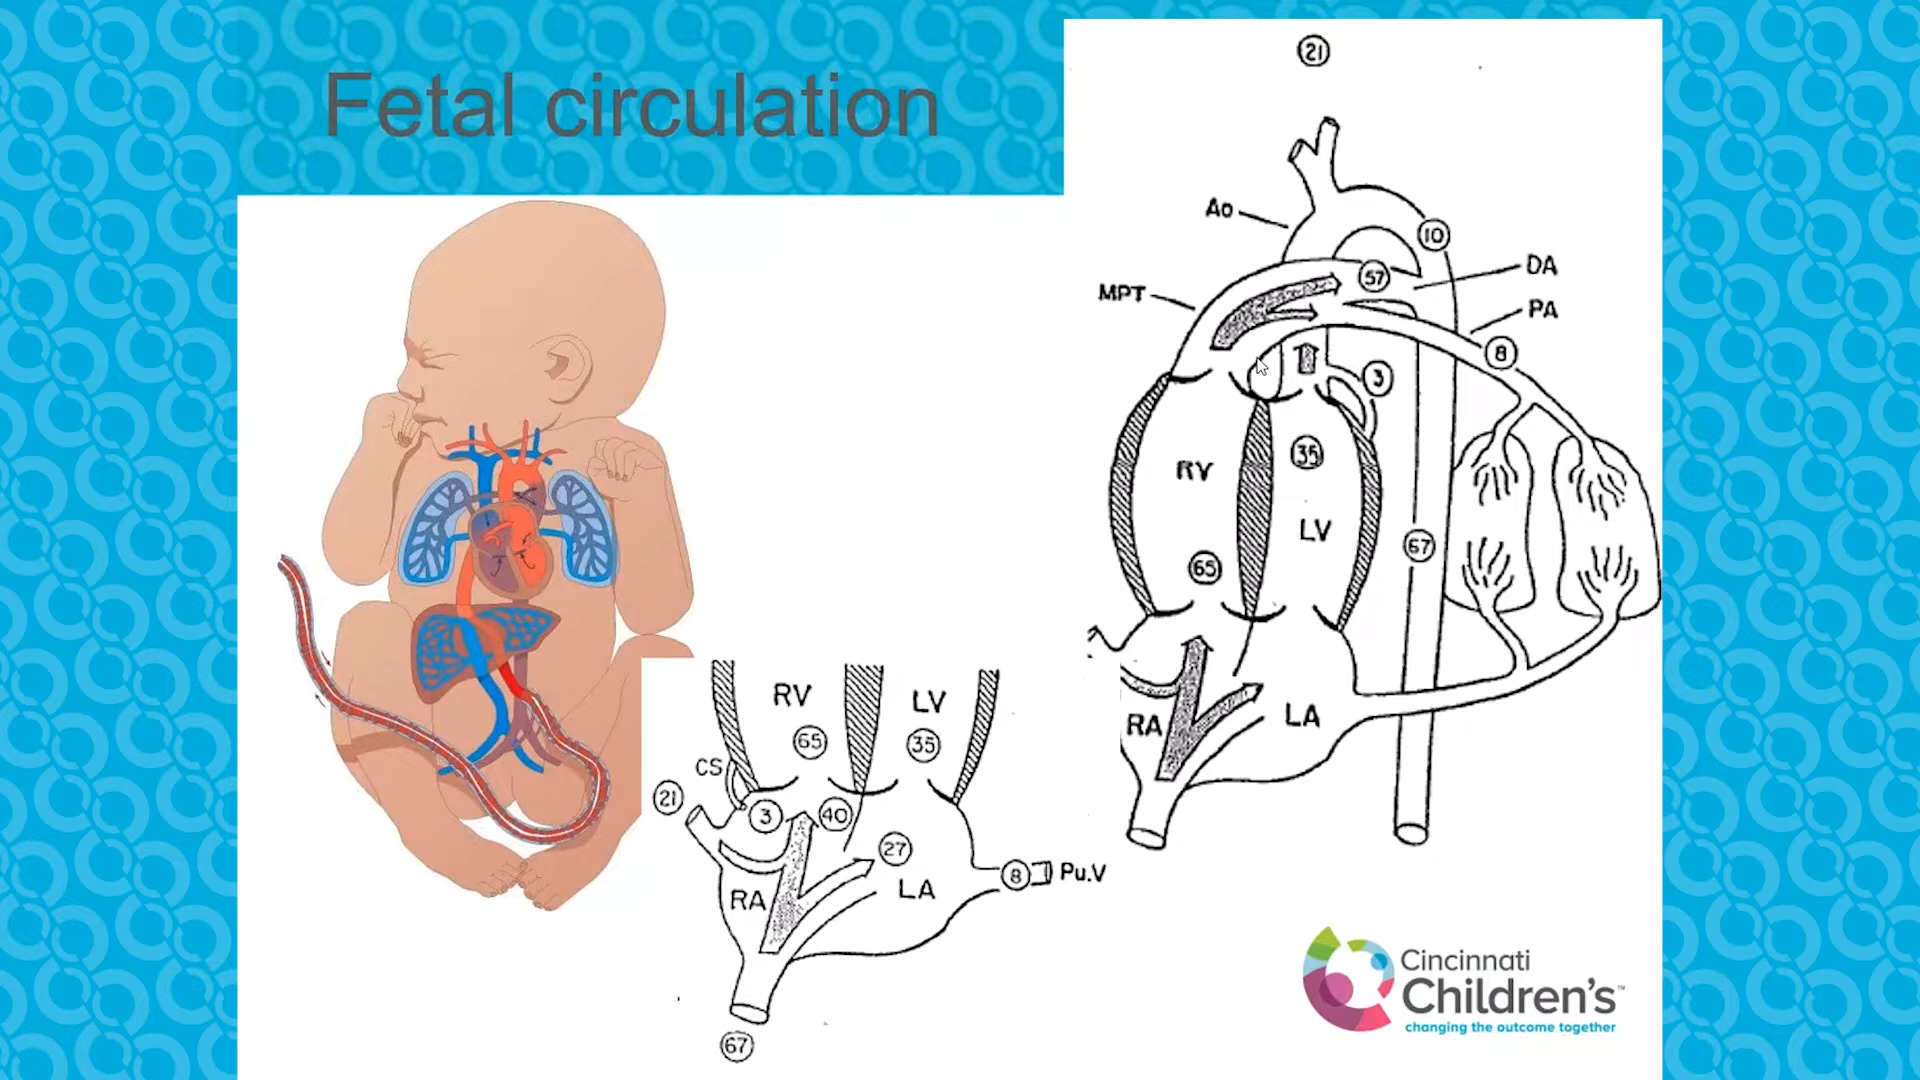 Fetal circulation
21
Ao
10
DA
57
MPT
PA
8
3
RV
35
LV
67
65
RA
LA
RV
LV
65
35
CS
21
3
40
27
RA
LA
8
Pu.V
67
Cincinnati
Children's™
changing the outcome together